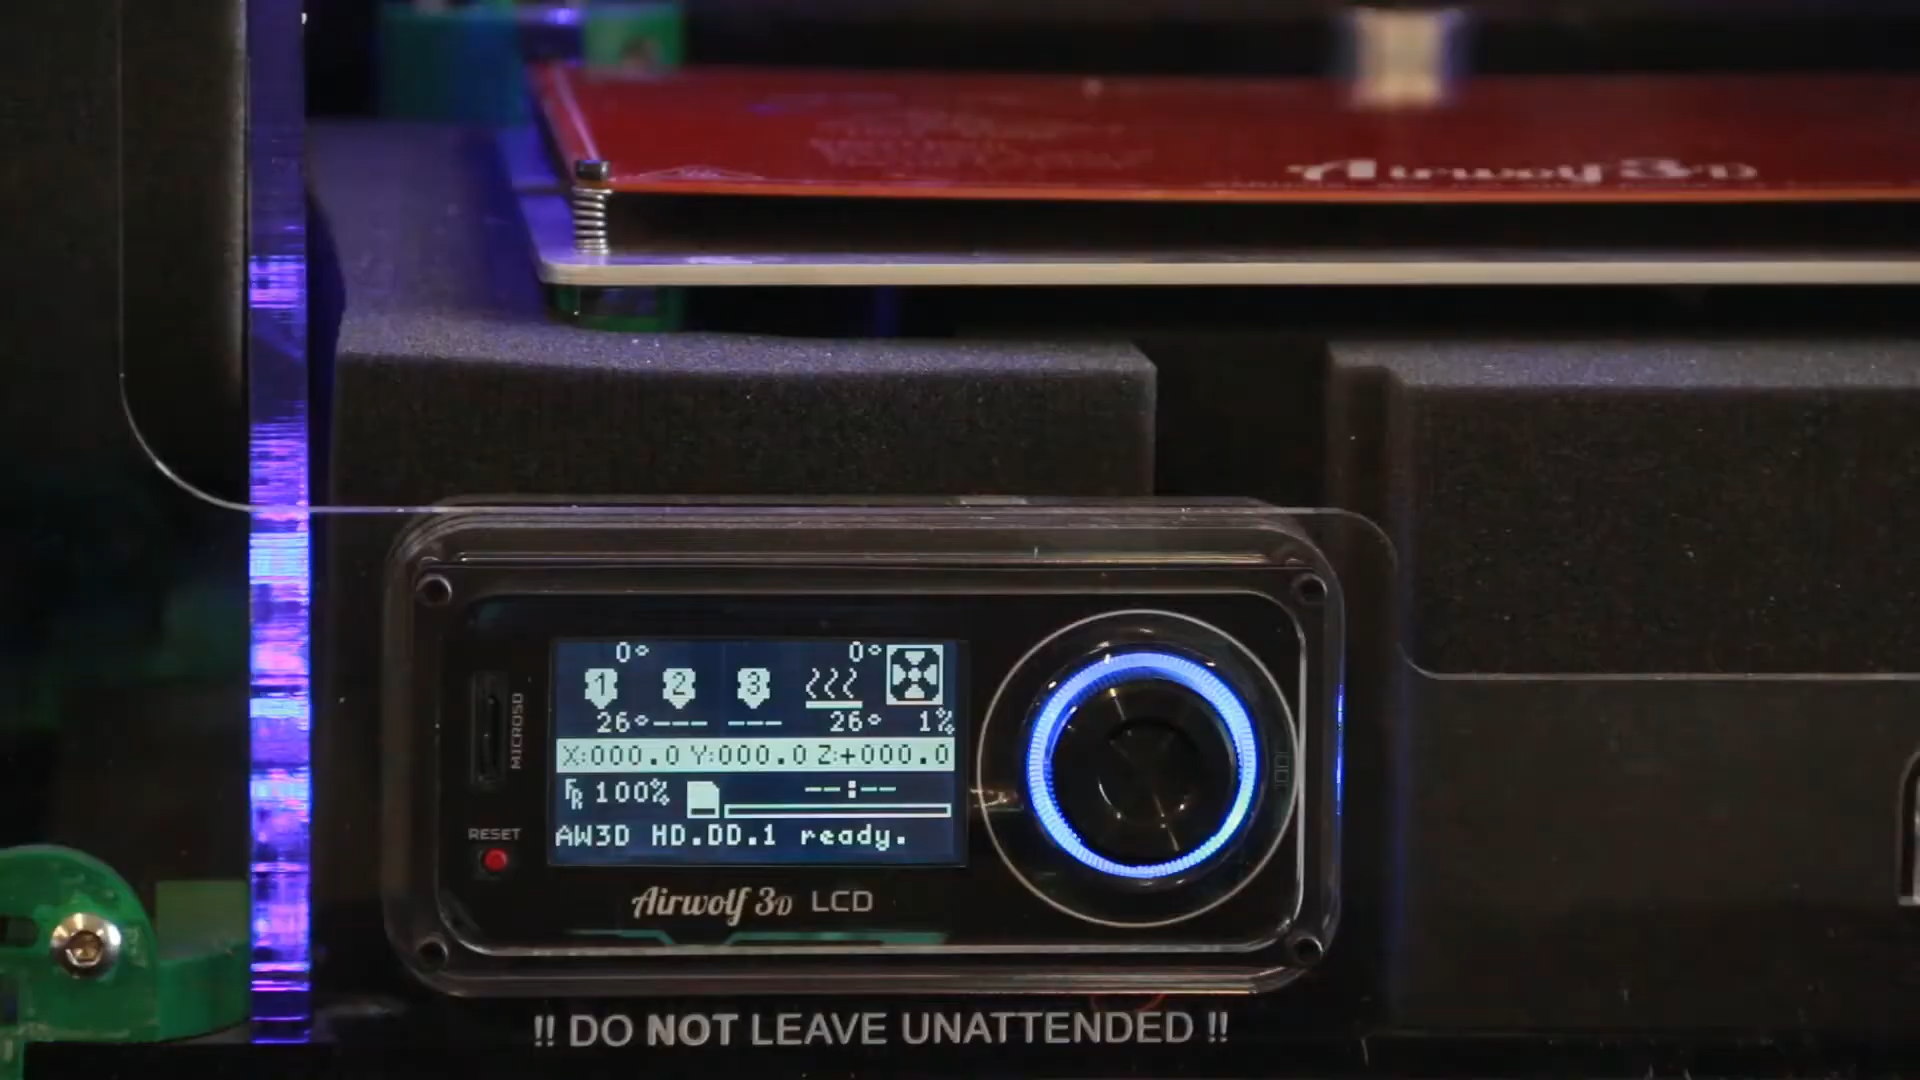 Airwolf 3D
0° 0°
1 2 3
26° --- --- 26° 1%
X:000.0 Y:000.0 Z:+000.0
FR 100% --:--
AW3D HD.DD.1 ready.
MICROSD
RESET
Airwolf 3D LCD
!! DO NOT LEAVE UNATTENDED !!